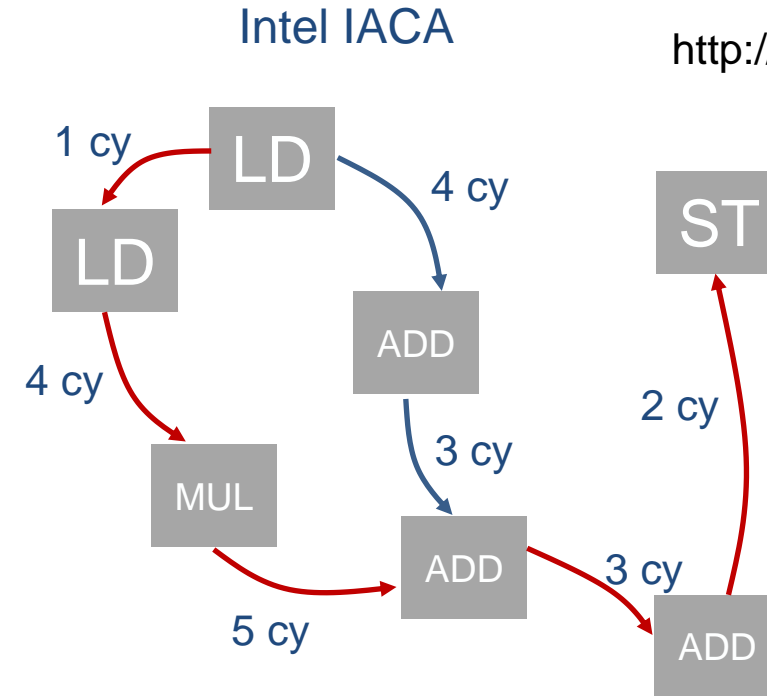 Intel IACA
http://
1 cy
LD
4 cy
ST
LD
ADD
4 cy
2 cy
3 cy
MUL
ADD
3 cy
5 cy
ADD